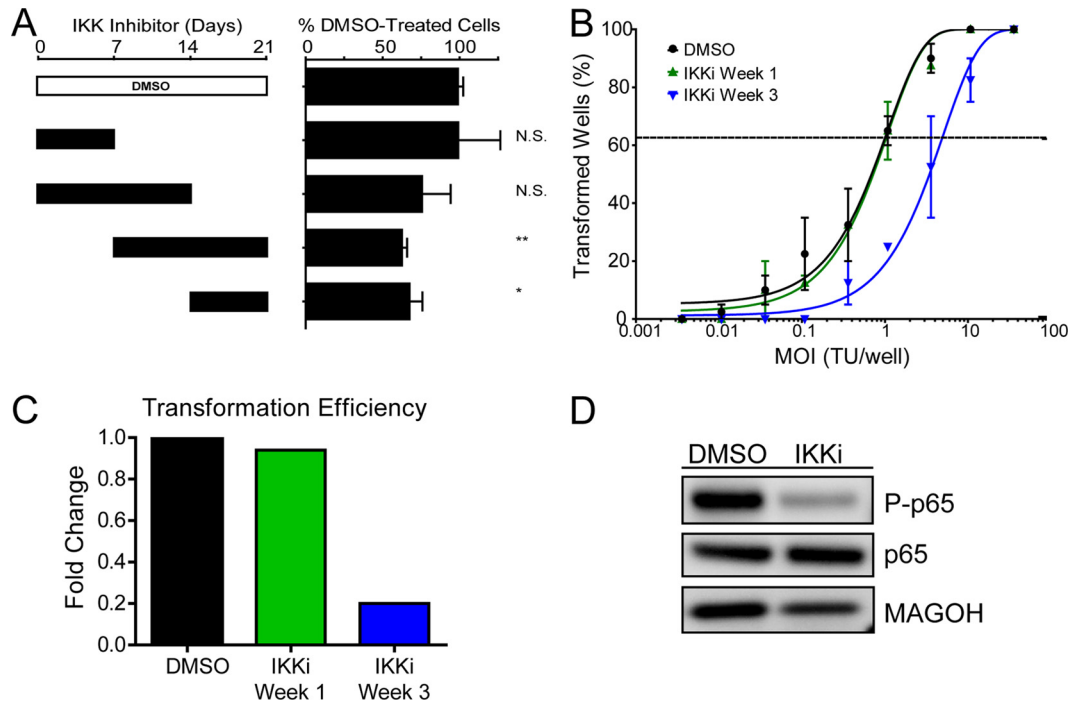 A
IKK Inhibitor (Days)
% DMSO-Treated Cells
0 7 14 21
0 50 100
DMSO
N.S.
N.S.
**
*
B
Transformed Wells (%)
100
80
60
40
20
0
DMSO
IKKi Week 1
IKKi Week 3
0.001 0.01 0.1 1 10 100
MOI (TU/well)
C
Transformation Efficiency
Fold Change
1.0
0.8
0.6
0.4
0.2
0.0
DMSO
IKKi
Week 1
IKKi
Week 3
D
DMSO IKKi
P-p65
p65
MAGOH